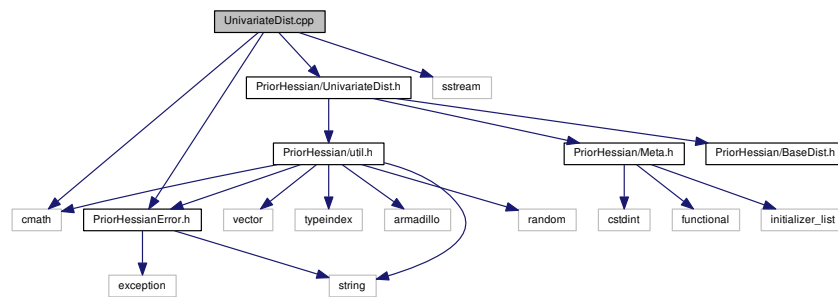 UnivariateDist.cpp
PriorHessian/UnivariateDist.h
sstream
PriorHessian/util.h
PriorHessian/Meta.h
PriorHessian/BaseDist.h
cmath
PriorHessianError.h
vector
typeindex
armadillo
random
cstdint
functional
initializer_list
exception
string